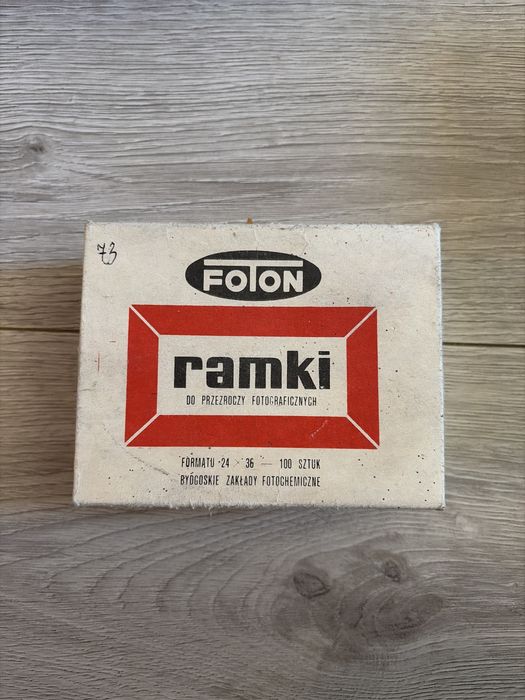 73
FOTON
ramki
DO PRZEZROCZY FOTOGRAFICZNYCH
FORMATU 24 × 36 — 100 SZTUK
BYDGOSKIE ZAKŁADY FOTOCHEMICZNE